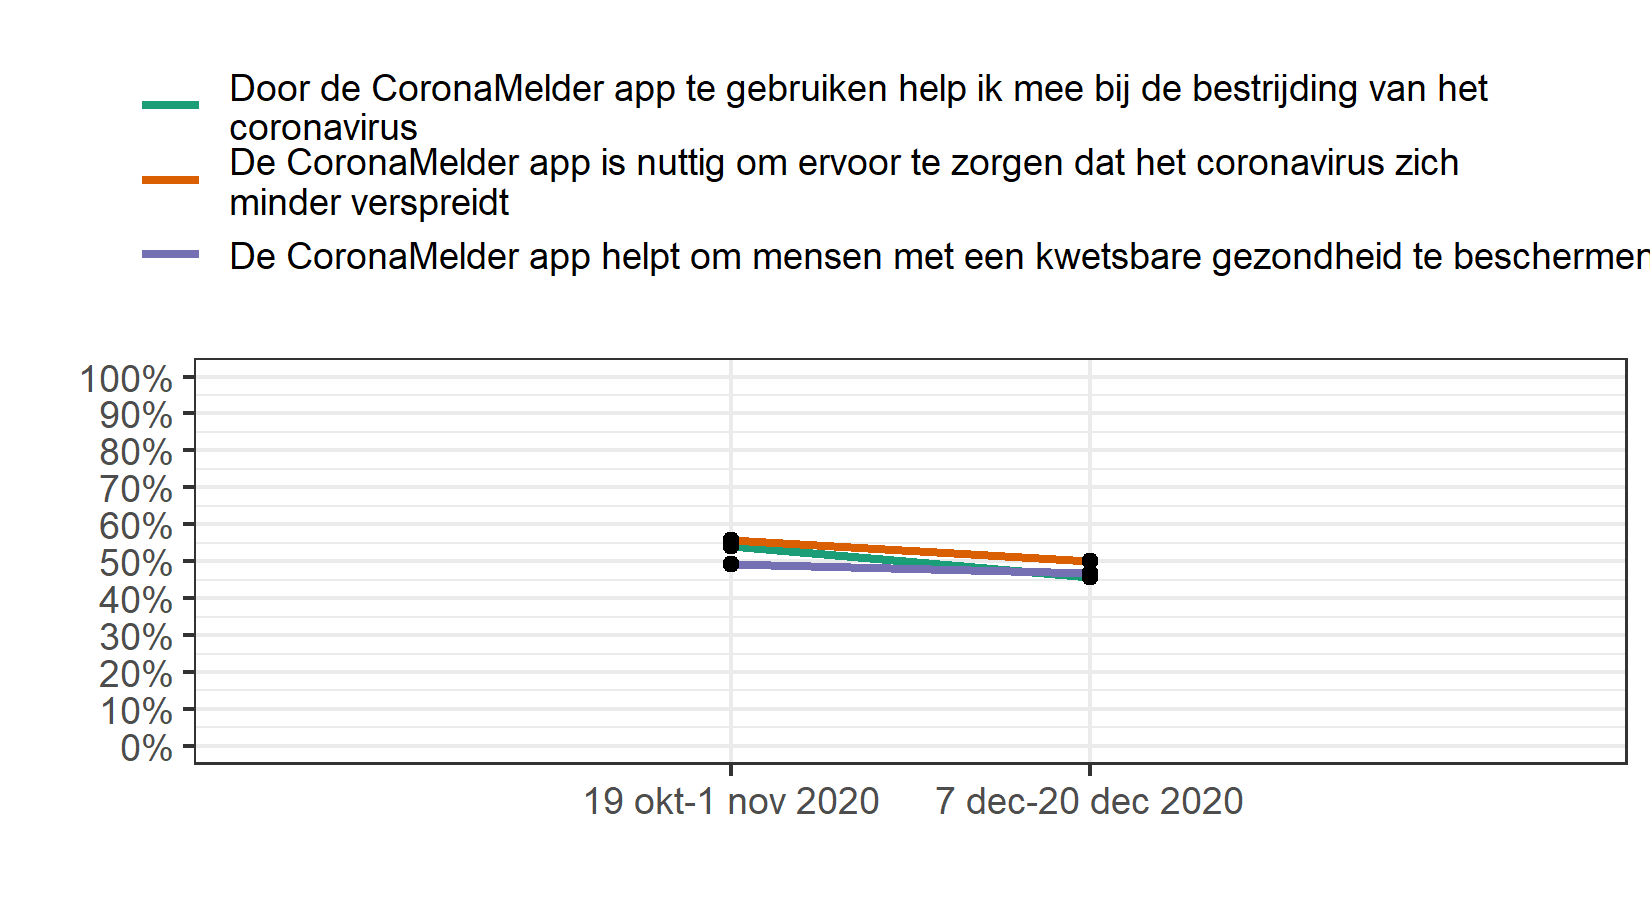 Door de CoronaMelder app te gebruiken help ik mee bij de bestrijding van het
coronavirus
De CoronaMelder app is nuttig om ervoor te zorgen dat het coronavirus zich
minder verspreidt
De CoronaMelder app helpt om mensen met een kwetsbare gezondheid te beschermen
100%
90%
80%
70%
60%
50%
40%
30%
20%
10%
0%
19 okt-1 nov 2020
7 dec-20 dec 2020